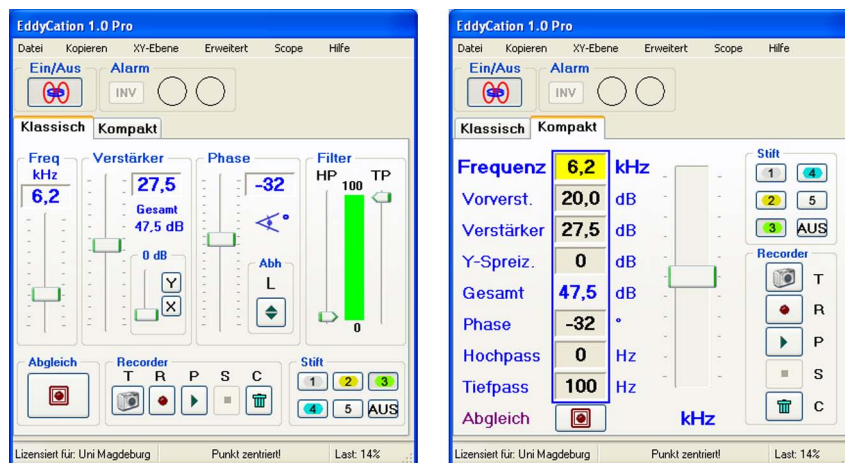 EddyCation 1.0 Pro
Datei Kopieren XY-Ebene Erweitert Scope Hilfe
Ein/Aus Alarm
INV
Klassisch Kompakt
Freq Verstärker Phase Filter
kHz HP TP
6,2 27,5 -32 100
Gesamt
47,5 dB °
0 dB Abh
Y L
X
0
Abgleich Recorder Stift
T R P S C
1 2 3
4 5 AUS
Lizensiert für: Uni Magdeburg Punkt zentriert! Last: 14%
EddyCation 1.0 Pro
Datei Kopieren XY-Ebene Erweitert Scope Hilfe
Ein/Aus Alarm
INV
Klassisch Kompakt
Frequenz 6,2 kHz
Vorverst. 20,0 dB
Verstärker 27,5 dB
Y-Spreiz. 0 dB
Gesamt 47,5 dB
Phase -32 °
Hochpass 0 Hz
Tiefpass 100 Hz
Abgleich kHz
Stift
1 4
2 5
3 AUS
Recorder
T
R
P
S
C
Lizensiert für: Uni Magdeburg Punkt zentriert! Last: 14%